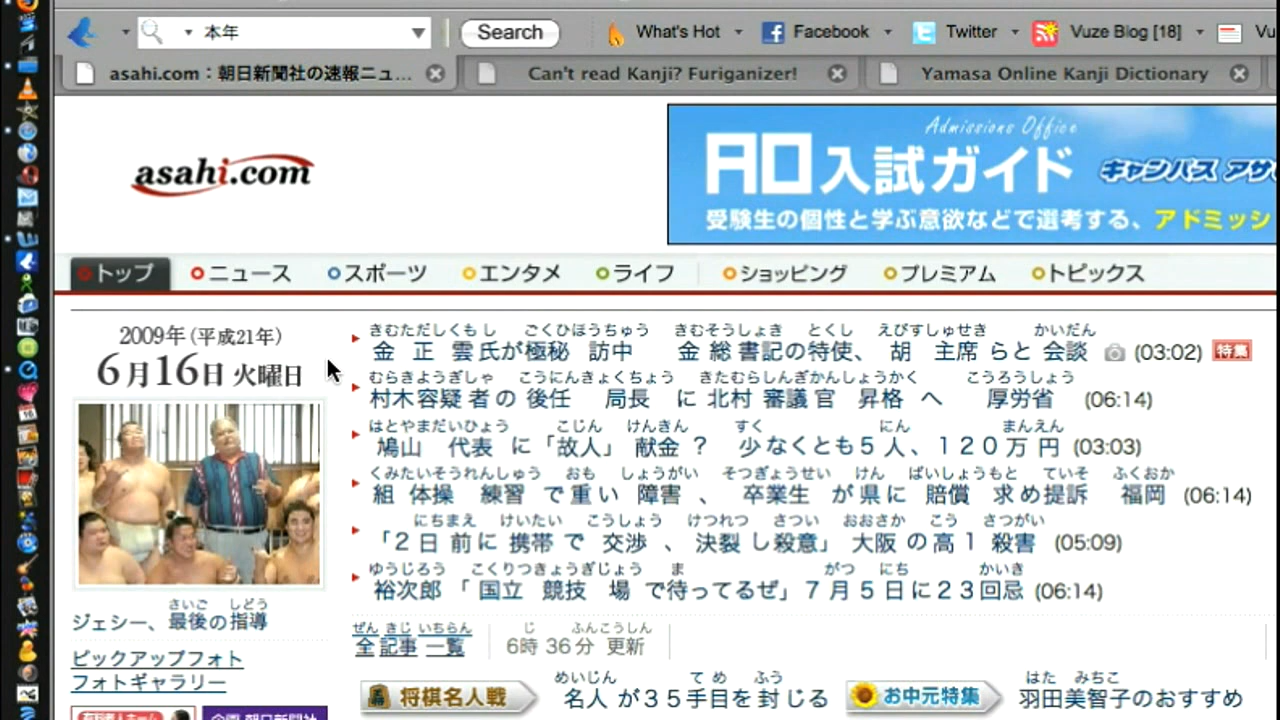 本年 Search What's Hot Facebook Twitter Vuze Blog [18] Vu
asahi.com：朝日新聞社の速報ニュ... Can't read Kanji? Furiganizer! Yamasa Online Kanji Dictionary
asahi.com
Admissions Office
AO入試ガイド キャンパス アサ
受験生の個性と学ぶ意欲などで選考する、アドミッシ
トップ ニュース スポーツ エンタメ ライフ ショッピング プレミアム トピックス
2009年（平成21年）
6月16日 火曜日
きむただしくもし ごくひほうちゅう きむそうしょき とくし えびすしゅせき かいだん
金 正 雲氏が極秘 訪中 金 総 書記の特使、 胡 主席 らと 会談 (03:02) 特集
むらきようぎしゃ こうにんきょくちょう きたむらしんぎかんしょうかく こうろうしょう
村木容疑 者の 後任 局長 に 北村 審議官 昇格 へ 厚労省 (06:14)
はとやまだいひょう こじん けんきん すく にん まんえん
鳩山 代表 に「故人」 献金 ？ 少なくとも５人、１２０万 円 (03:03)
くみたいそうれんしゅう おも しょうがい そつぎょうせい けん ばいしょうもと ていそ ふくおか
組 体操 練習 で重い 障害 、 卒業生 が県に 賠償 求め提訴 福岡 (06:14)
にちまえ けいたい こうしょう けつれつ さつい おおさか こう さつがい
「２日 前に 携帯 で 交渉 、決裂 し殺意」 大阪 の高１ 殺害 (05:09)
ゆうじろう こくりつきょうぎじょう ま がつ にち かいき
裕次郎 「国立 競技 場 で待ってるぜ」７月５日に２３回忌 (06:14)
さいご しどう
ジェシー、最後の指導
ピックアップフォト
フォトギャラリー
ぜん きじ いちらん じ ふんこうしん
全 記事 一覧 6時 36分 更新
めいじん てめ ふう はた みちこ
将棋名人戦 名人 が３５手目を封じる お中元特集 羽田美智子のおすすめ